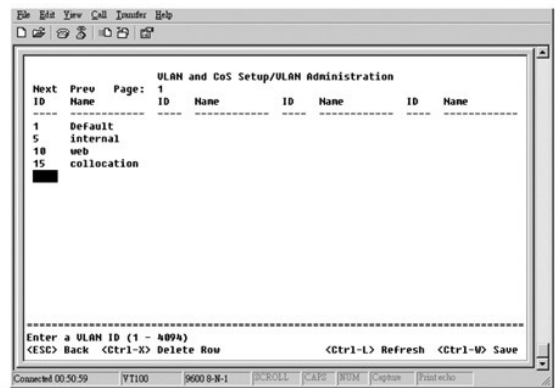 File Edit View Call Transfer Help
VLAN and CoS Setup/VLAN Administration
Next Prev Page: 1
ID Name ID Name ID Name ID Name
1 Default
5 internal
10 web
15 collocation
Enter a VLAN ID (1 - 4094)
<ESC> Back <Ctrl-X> Delete Row <Ctrl-L> Refresh <Ctrl-W> Save
Connected 00:50:59 VT100 9600 8-N-1 SCROLL CAPS NUM Capture Print echo